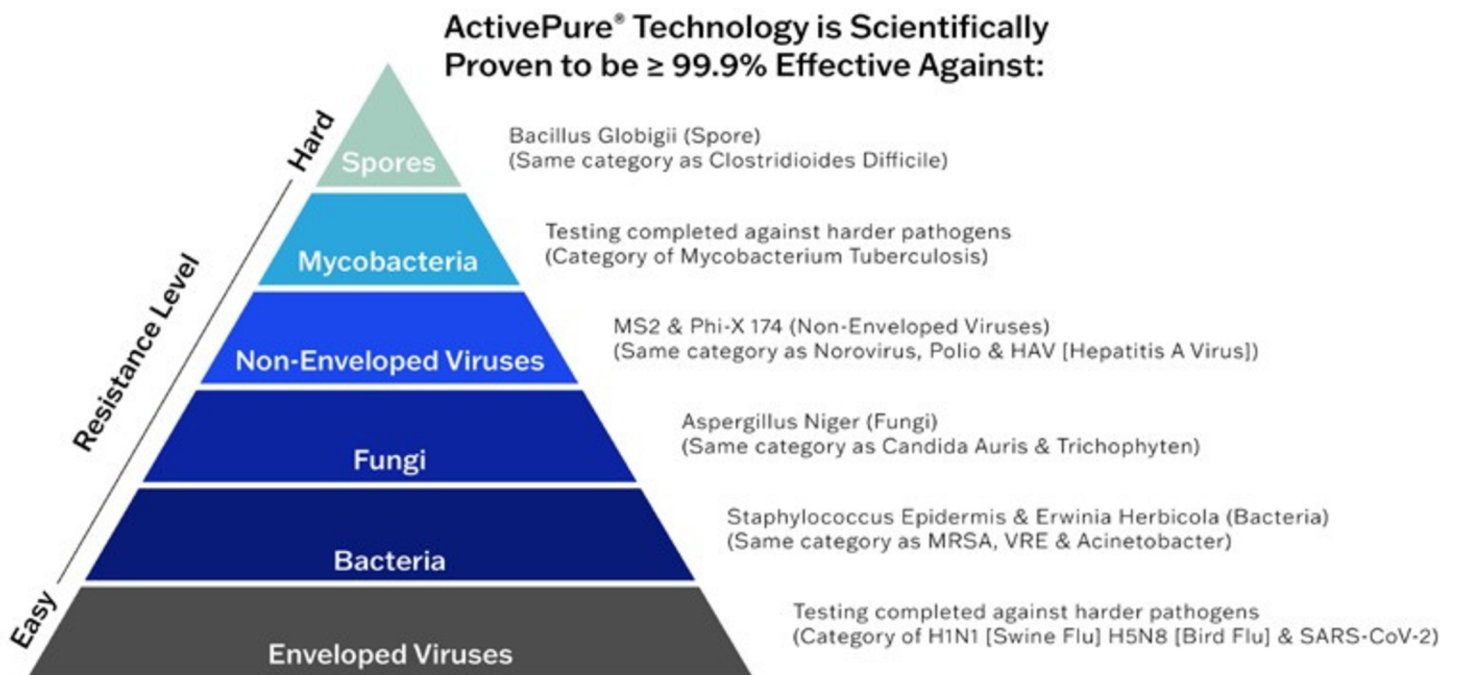 ActivePure® Technology is Scientifically
Proven to be ≥ 99.9% Effective Against:
Hard
Resistance Level
Easy
Spores
Bacillus Globigii (Spore)
(Same category as Clostridioides Difficile)
Mycobacteria
Testing completed against harder pathogens
(Category of Mycobacterium Tuberculosis)
Non-Enveloped Viruses
MS2 & Phi-X 174 (Non-Enveloped Viruses)
(Same category as Norovirus, Polio & HAV [Hepatitis A Virus])
Fungi
Aspergillus Niger (Fungi)
(Same category as Candida Auris & Trichophyten)
Bacteria
Staphylococcus Epidermis & Erwinia Herbicola (Bacteria)
(Same category as MRSA, VRE & Acinetobacter)
Enveloped Viruses
Testing completed against harder pathogens
(Category of H1N1 [Swine Flu] H5N8 [Bird Flu] & SARS-CoV-2)